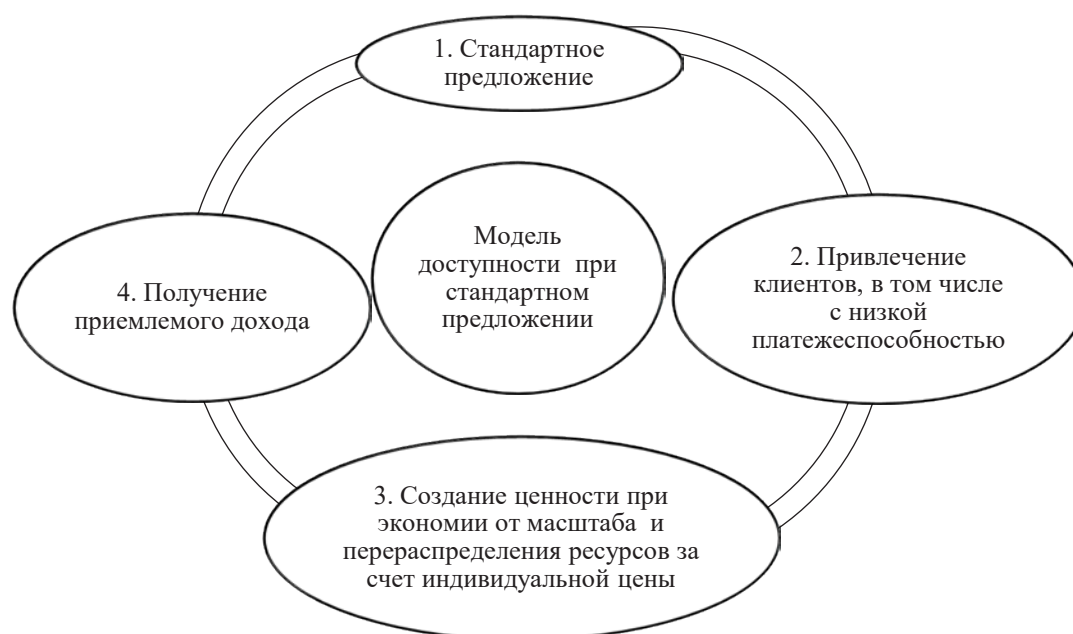 1. Стандартное
предложение
Модель
доступности при
стандартном
предложении
2. Привлечение
клиентов, в том числе
с низкой
платежеспособностью
3. Создание ценности при
экономии от масштаба и
перераспределения ресурсов за
счет индивидуальной цены
4. Получение
приемлемого дохода